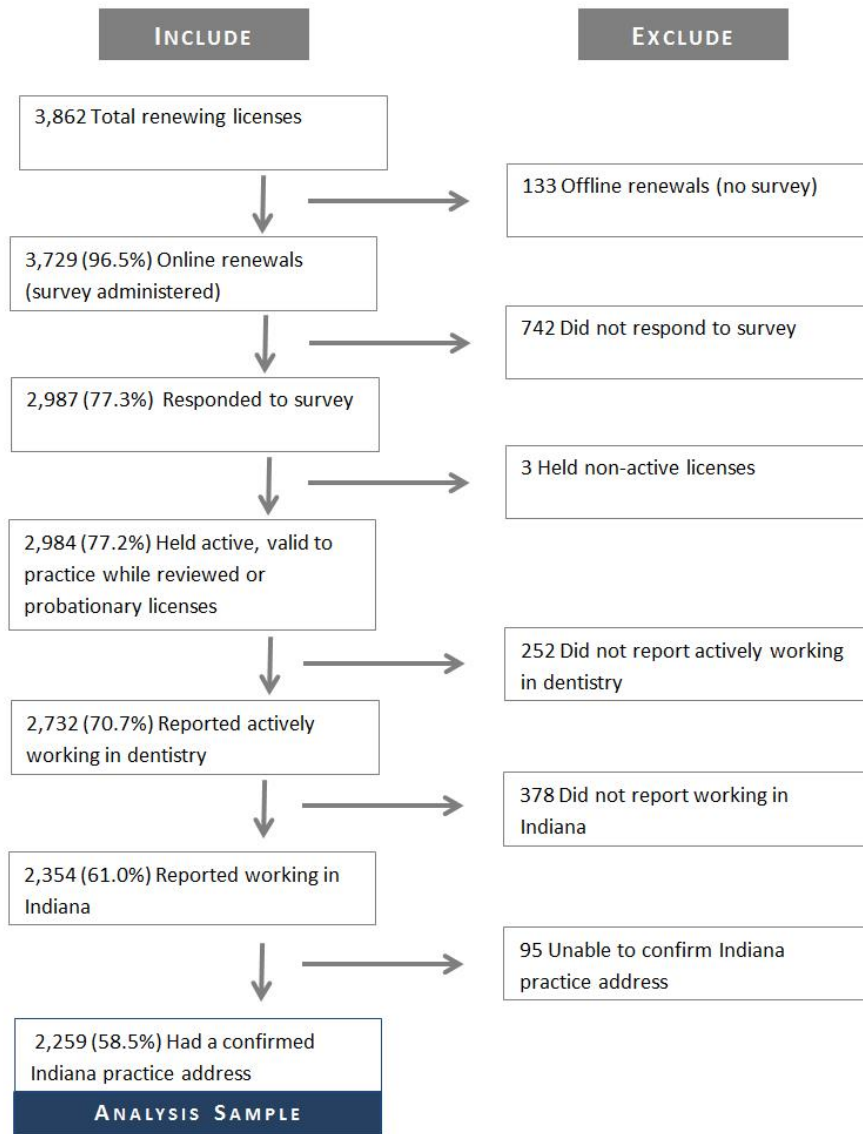 INCLUDE
EXCLUDE
3,862 Total renewing licenses
133 Offline renewals (no survey)
3,729 (96.5%) Online renewals
(survey administered)
742 Did not respond to survey
2,987 (77.3%) Responded to survey
3 Held non-active licenses
2,984 (77.2%) Held active, valid to
practice while reviewed or
probationary licenses
252 Did not report actively working
in dentistry
2,732 (70.7%) Reported actively
working in dentistry
378 Did not report working in
Indiana
2,354 (61.0%) Reported working in
Indiana
95 Unable to confirm Indiana
practice address
2,259 (58.5%) Had a confirmed
Indiana practice address
ANALYSIS SAMPLE